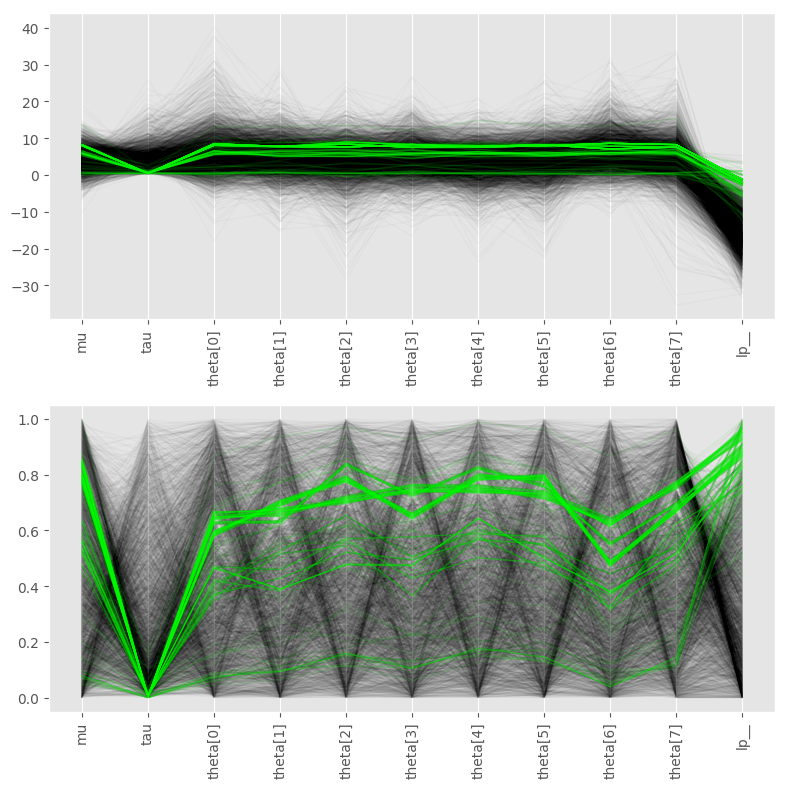 40
30
20
10
0
−10
−20
−30
mu
tau
theta[0]
theta[1]
theta[2]
theta[3]
theta[4]
theta[5]
theta[6]
theta[7]
lp__
1.0
0.8
0.6
0.4
0.2
0.0
mu
tau
theta[0]
theta[1]
theta[2]
theta[3]
theta[4]
theta[5]
theta[6]
theta[7]
lp__